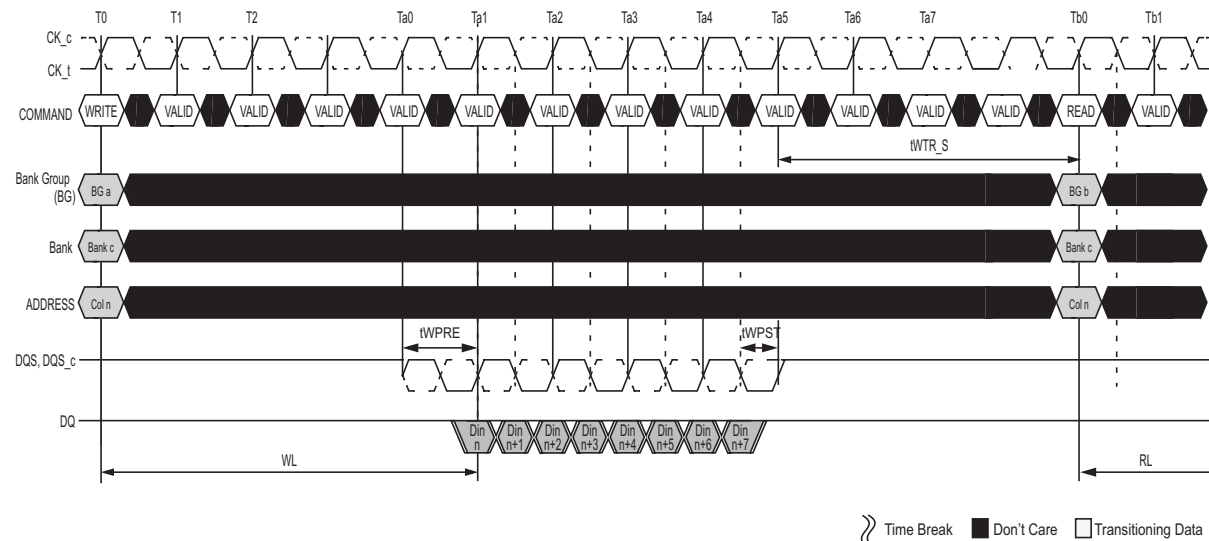 T0 T1 T2 Ta0 Ta1 Ta2 Ta3 Ta4 Ta5 Ta6 Ta7 Tb0 Tb1
CK_c
CK_t
COMMAND WRITE VALID VALID VALID VALID VALID VALID VALID VALID VALID VALID VALID VALID READ VALID
tWTR_S
Bank Group
(BG) BG a BG b
Bank Bank c Bank c
ADDRESS Col n Col n
tWPRE tWPST
DQS, DQS_c
DQ Din n Din n+1 Din n+2 Din n+3 Din n+4 Din n+5 Din n+6 Din n+7
WL RL
Time Break Don't Care Transitioning Data